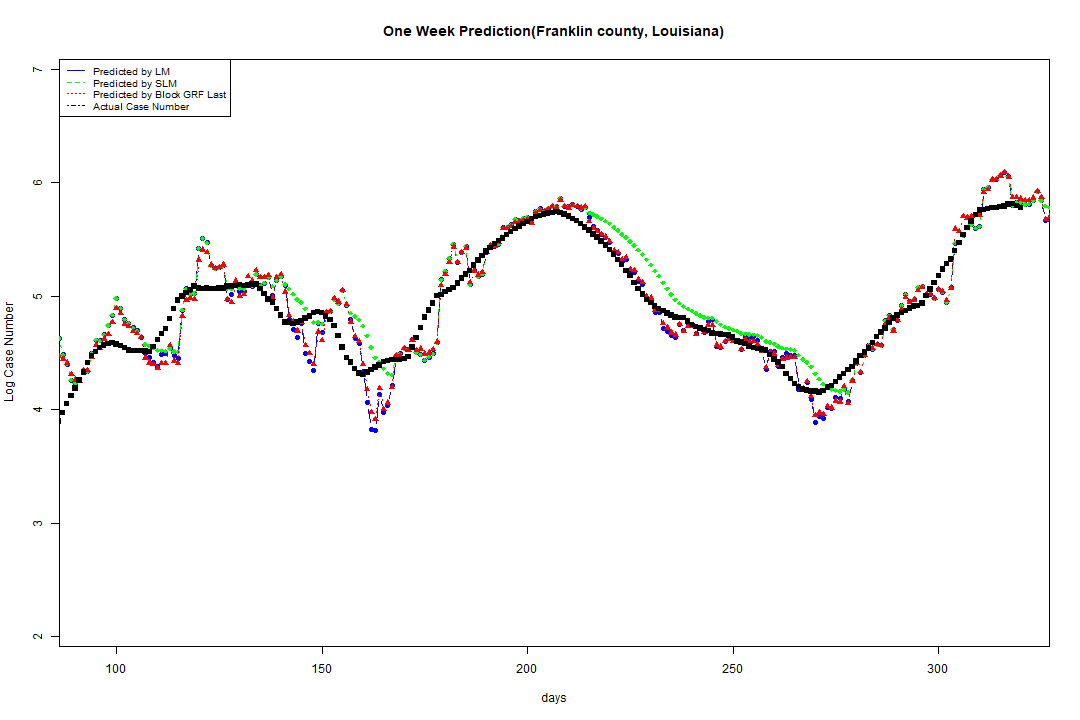 One Week Prediction(Franklin county, Louisiana)
Predicted by LM
Predicted by SLM
Predicted by Block GRF Last
Actual Case Number
7
6
5
4
3
2
Log Case Number
100 150 200 250 300
days